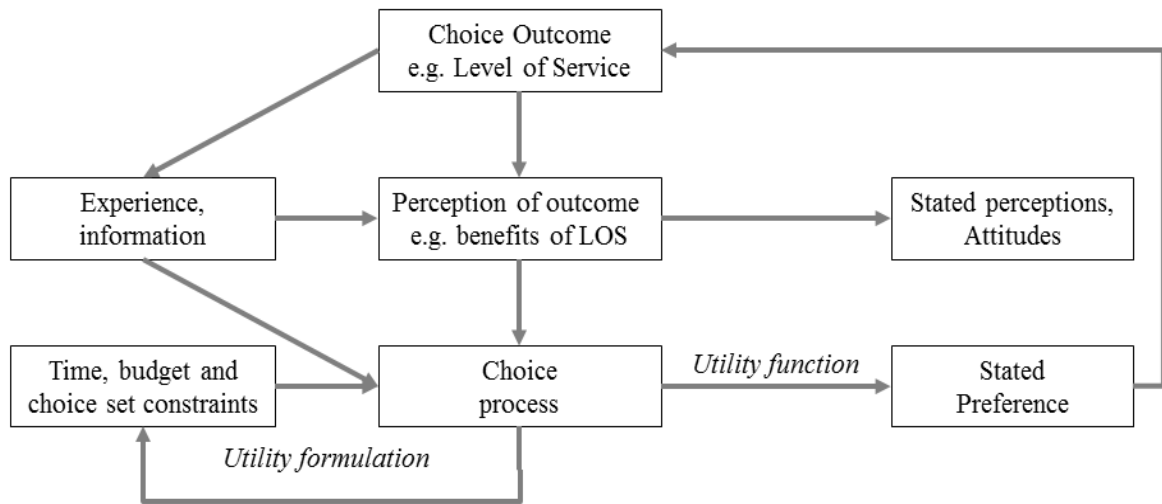 Choice Outcome
e.g. Level of Service
Experience,
information
Perception of outcome
e.g. benefits of LOS
Stated perceptions,
Attitudes
Time, budget and
choice set constraints
Choice
process
Utility function
Stated
Preference
Utility formulation